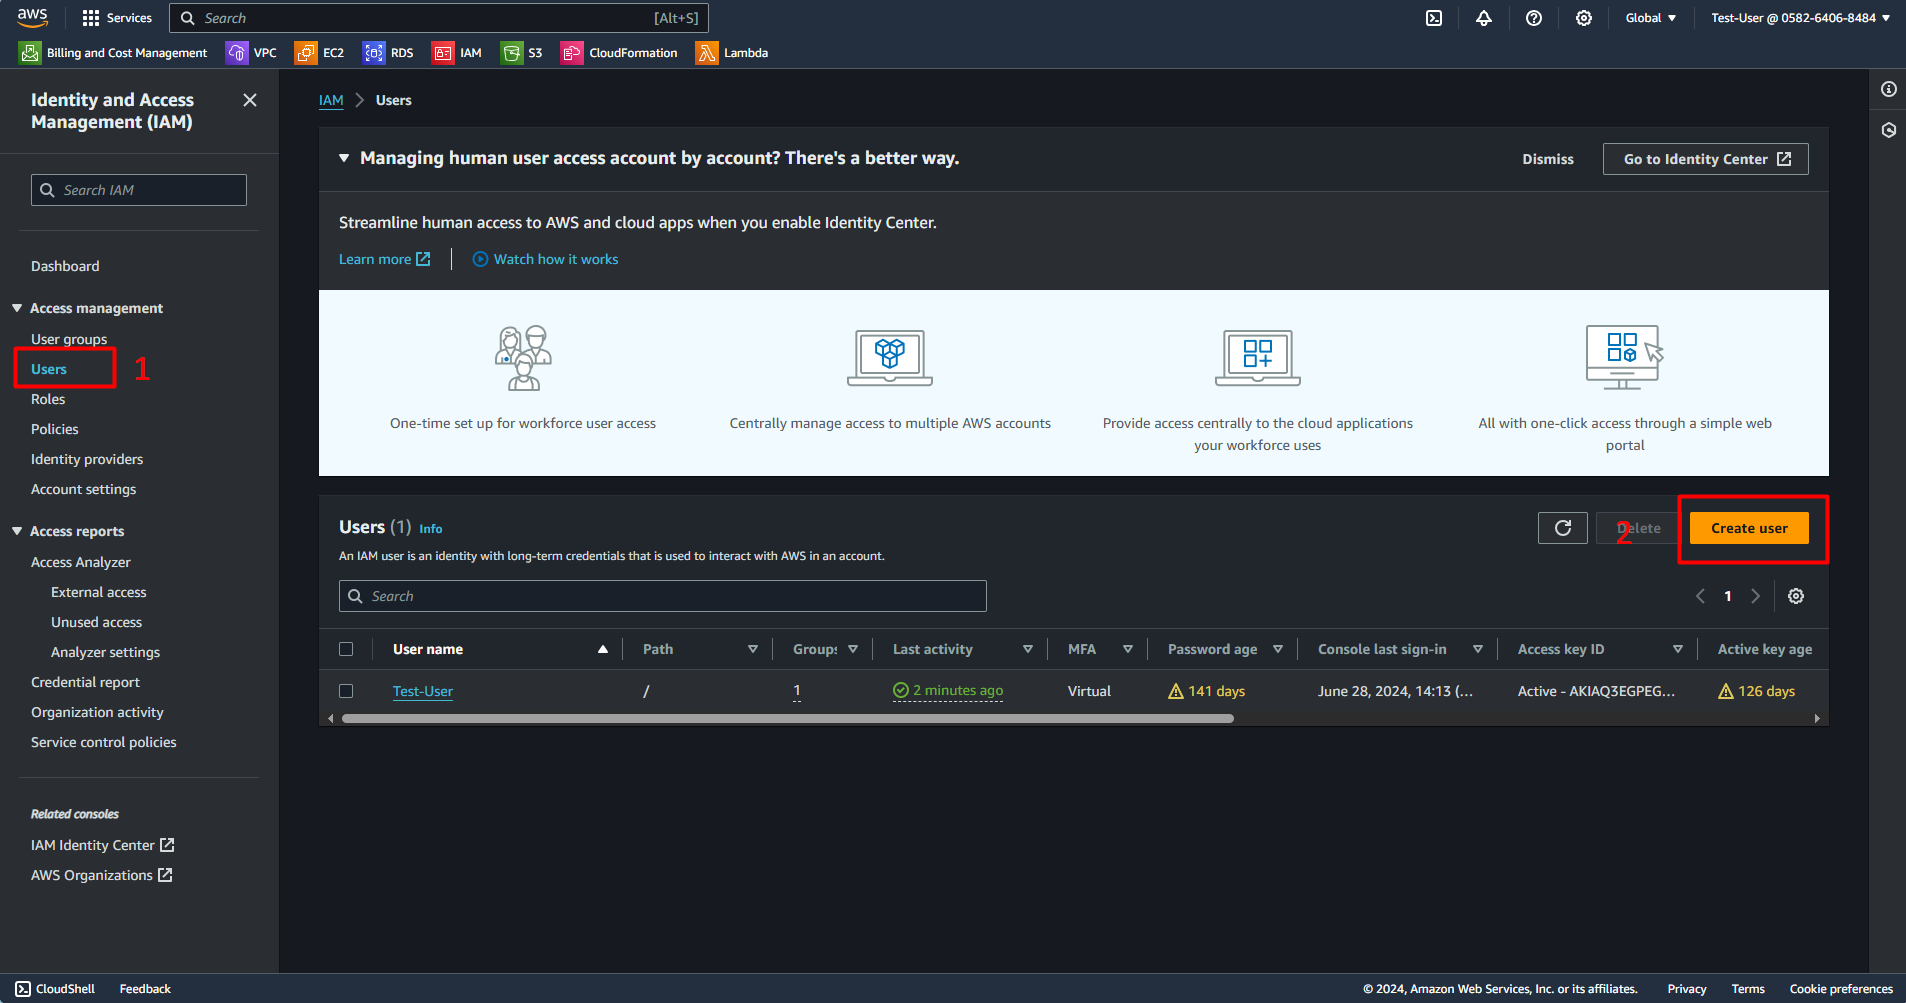 aws
Services
Search
[Alt+S]
Global
Test-User @ 0582-6406-8484
Billing and Cost Management
VPC
EC2
RDS
IAM
S3
CloudFormation
Lambda
Identity and Access Management (IAM)
Search IAM
Dashboard
Access management
User groups
Users
1
Roles
Policies
Identity providers
Account settings
Access reports
Access Analyzer
External access
Unused access
Analyzer settings
Credential report
Organization activity
Service control policies
Related consoles
IAM Identity Center
AWS Organizations
IAM > Users
Managing human user access account by account? There's a better way.
Dismiss
Go to Identity Center
Streamline human access to AWS and cloud apps when you enable Identity Center.
Learn more
Watch how it works
One-time set up for workforce user access
Centrally manage access to multiple AWS accounts
Provide access centrally to the cloud applications
your workforce uses
All with one-click access through a simple web
portal
Users (1) Info
Delete
2
Create user
An IAM user is an identity with long-term credentials that is used to interact with AWS in an account.
Search
1
User name
Path
Groups
Last activity
MFA
Password age
Console last sign-in
Access key ID
Active key age
Test-User
/
1
2 minutes ago
Virtual
141 days
June 28, 2024, 14:13 (...
Active - AKIAQ3EGPEG...
126 days
CloudShell
Feedback
© 2024, Amazon Web Services, Inc. or its affiliates.
Privacy
Terms
Cookie preferences